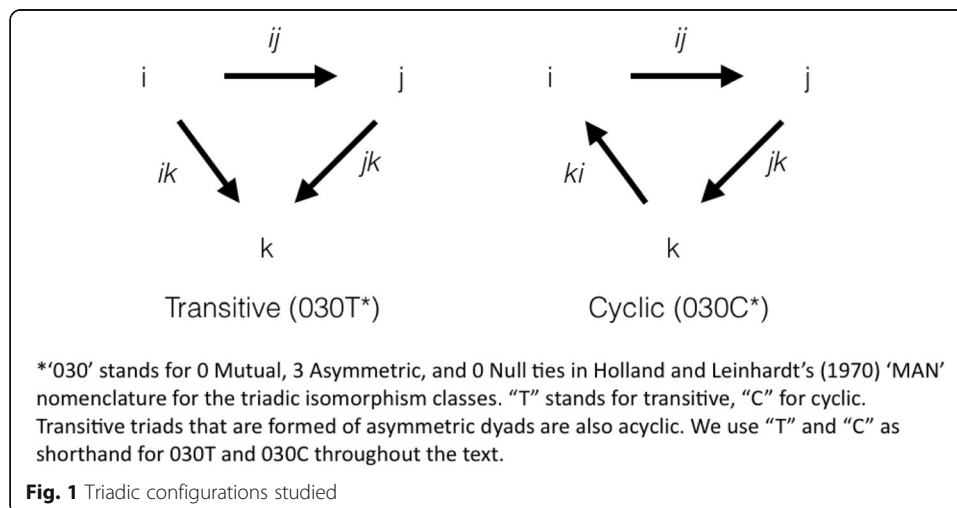 ij ij
i j i j
ik jk ki jk
k k
Transitive (030T*) Cyclic (030C*)
*‘030’ stands for 0 Mutual, 3 Asymmetric, and 0 Null ties in Holland and Leinhardt’s (1970) ‘MAN’
nomenclature for the triadic isomorphism classes. “T” stands for transitive, “C” for cyclic.
Transitive triads that are formed of asymmetric dyads are also acyclic. We use “T” and “C” as
shorthand for 030T and 030C throughout the text.
Fig. 1 Triadic configurations studied